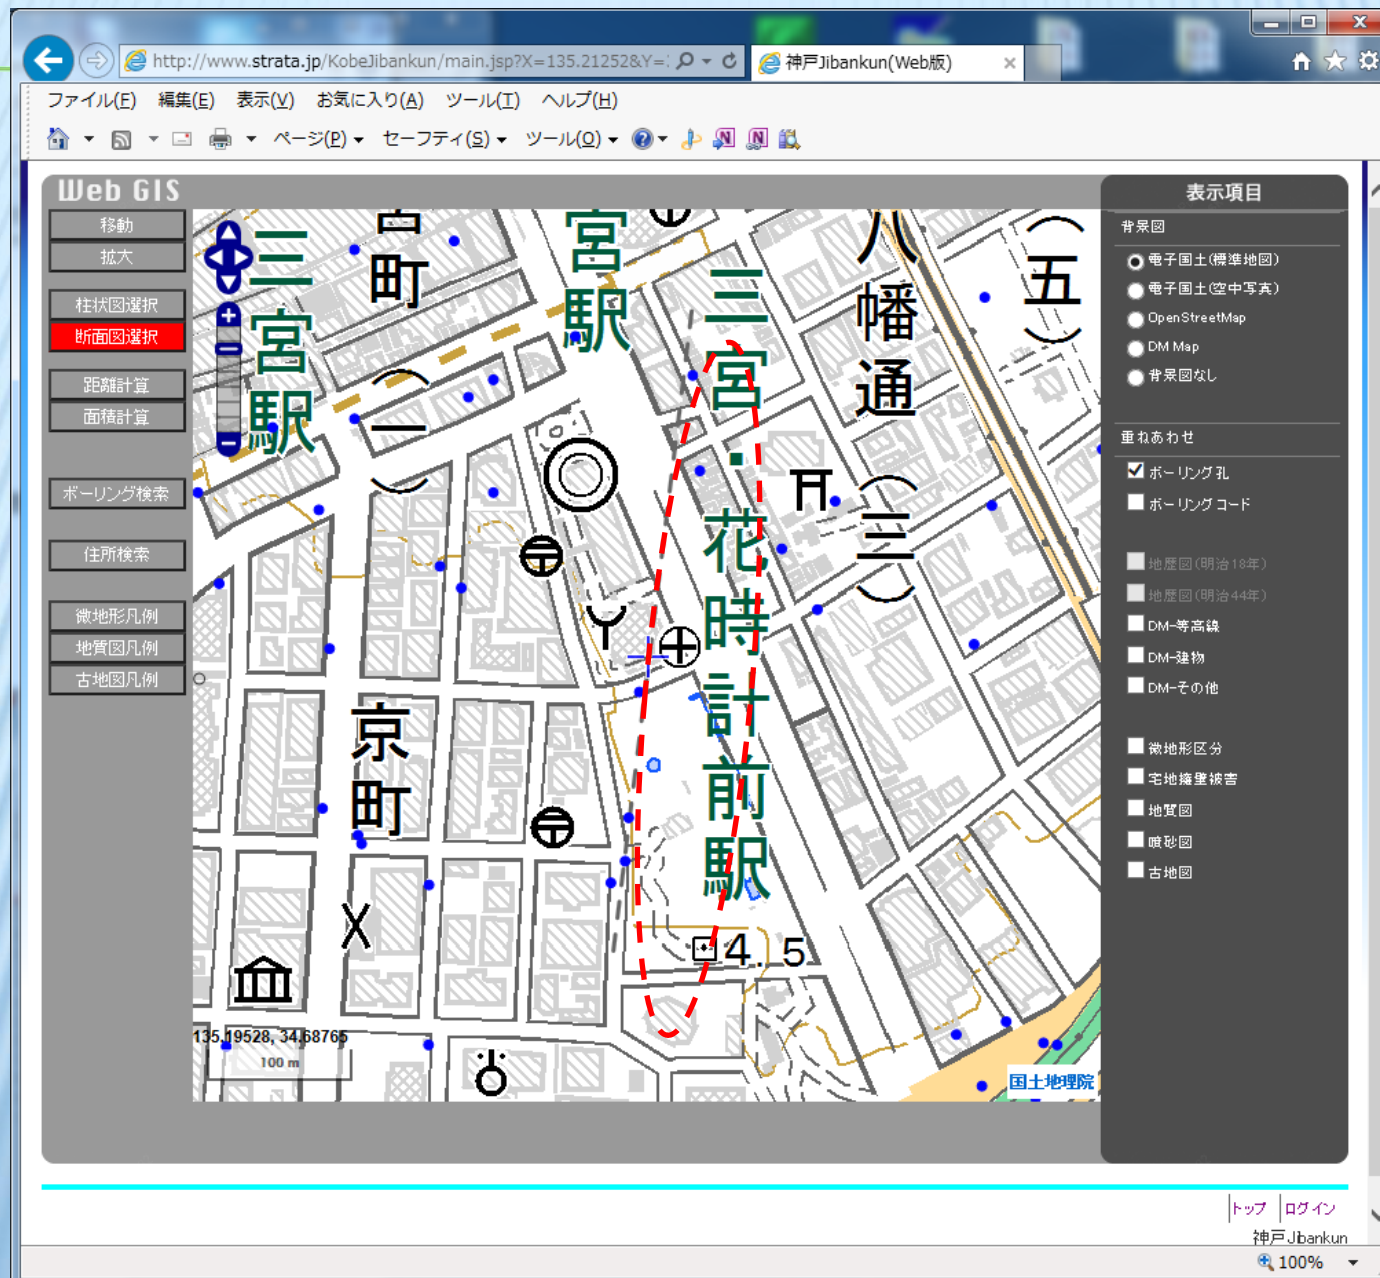 http://www.strata.jp/KobeJibankun/main.jsp?X=135.21252&Y=
神戸Jibankun(Web版)
ファイル(F) 編集(E) 表示(V) お気に入り(A) ツール(T) ヘルプ(H)
ページ(P) セーフティ(S) ツール(O)
Web GIS
移動
拡大
柱状図選択
断面図選択
距離計算
面積計算
ボーリング検索
住所検索
微地形凡例
地質図凡例
古地図凡例
三宮駅
町
(一)
宮駅
三宮・花時計前駅
八幡通
(三)
(五)
京町
4.5
135.19528, 34.68765
100 m
国土地理院
表示項目
背景図
電子国土(標準地図)
電子国土(空中写真)
OpenStreetMap
DM Map
背景図なし
重ねあわせ
ボーリング孔
ボーリングコード
地歴図(明治18年)
地歴図(明治44年)
DM-等高線
DM-建物
DM-その他
微地形区分
宅地擁壁被害
地質図
噴砂図
古地図
トップ ログイン
神戸Jibankun
100%